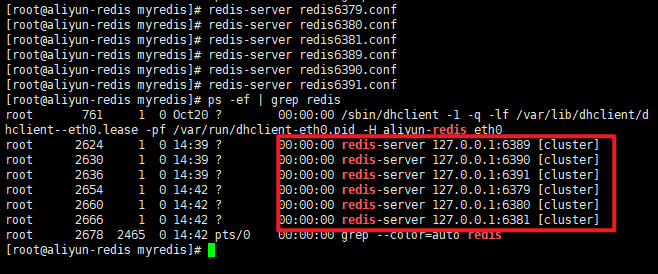 [root@aliyun-redis myredis]# redis-server redis6379.conf
[root@aliyun-redis myredis]# redis-server redis6380.conf
[root@aliyun-redis myredis]# redis-server redis6381.conf
[root@aliyun-redis myredis]# redis-server redis6389.conf
[root@aliyun-redis myredis]# redis-server redis6390.conf
[root@aliyun-redis myredis]# redis-server redis6391.conf
[root@aliyun-redis myredis]# ps -ef | grep redis
root 761 1 0 Oct20 ? 00:00:00 /sbin/dhclient -1 -q -lf /var/lib/dhclient/d
hclient--eth0.lease -pf /var/run/dhclient-eth0.pid -H aliyun-redis eth0
root 2624 1 0 14:39 ? 00:00:00 redis-server 127.0.0.1:6389 [cluster]
root 2630 1 0 14:39 ? 00:00:00 redis-server 127.0.0.1:6390 [cluster]
root 2636 1 0 14:39 ? 00:00:00 redis-server 127.0.0.1:6391 [cluster]
root 2654 1 0 14:42 ? 00:00:00 redis-server 127.0.0.1:6379 [cluster]
root 2660 1 0 14:42 ? 00:00:00 redis-server 127.0.0.1:6380 [cluster]
root 2666 1 0 14:42 ? 00:00:00 redis-server 127.0.0.1:6381 [cluster]
root 2678 2465 0 14:42 pts/0 00:00:00 grep --color=auto redis
[root@aliyun-redis myredis]#